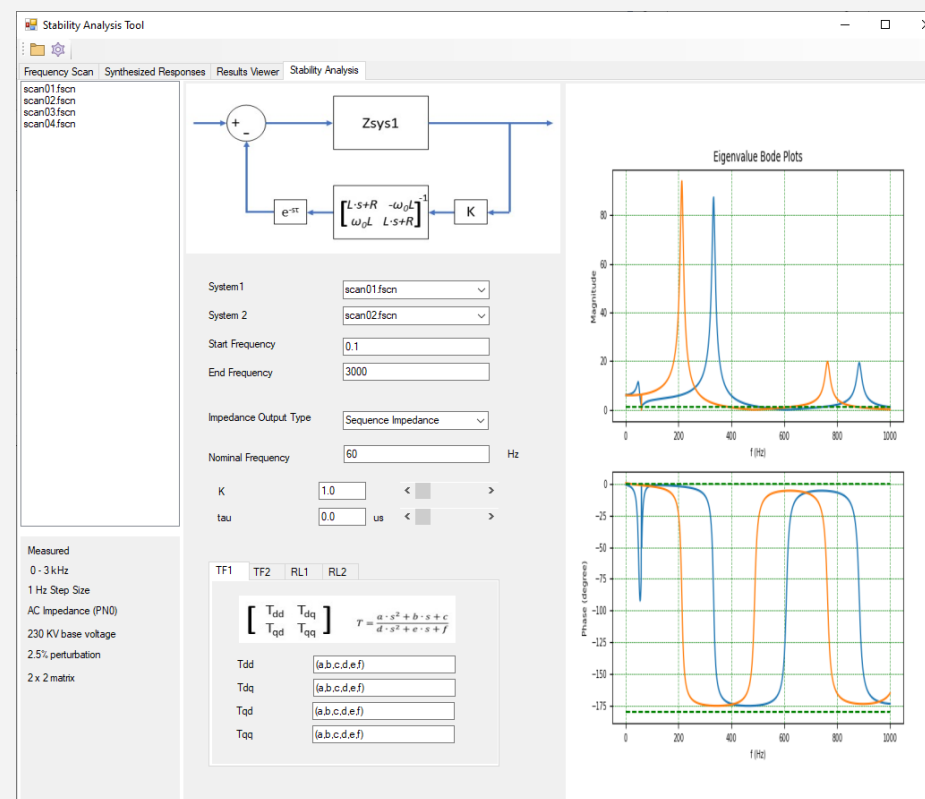 Stability Analysis Tool
Frequency Scan Synthesized Responses Results Viewer Stability Analysis
scan01.fscn
scan02.fscn
scan03.fscn
scan04.fscn
+
-
Zsys1
e^-sτ
[L·s+R -ω₀L]^-1
[ω₀L L·s+R]
K
System1 scan01.fscn
System 2 scan02.fscn
Start Frequency 0.1
End Frequency 3000
Impedance Output Type Sequence Impedance
Nominal Frequency 60 Hz
K 1.0 < >
tau 0.0 us < >
TF1 TF2 RL1 RL2
[T_dd T_dq]
[T_qd T_qq]
T = (a·s²+b·s+c)/(d·s²+e·s+f)
Tdd (a,b,c,d,e,f)
Tdq (a,b,c,d,e,f)
Tqd (a,b,c,d,e,f)
Tqq (a,b,c,d,e,f)
Measured
0 - 3 kHz
1 Hz Step Size
AC Impedance (PN0)
230 KV base voltage
2.5% perturbation
2 x 2 matrix
Eigenvalue Bode Plots
Magnitude
80
60
40
20
0
0 200 400 600 800 1000
f (Hz)
Phase (degree)
0
−25
−50
−75
−100
−125
−150
−175
0 200 400 600 800 1000
f (Hz)